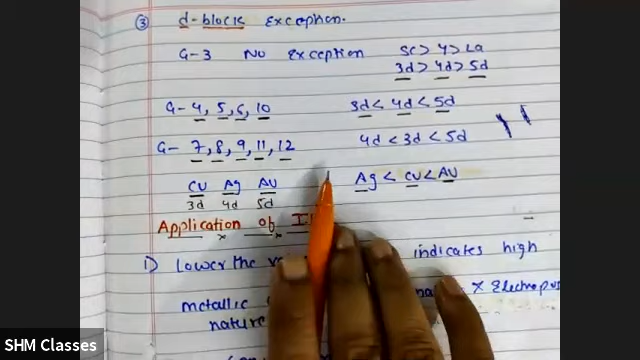 ③ d-block exception.
G-3 No Exception Sc > Y > La
3d > 4d > 5d
G- 4, 5, 6, 10 3d < 4d < 5d
G- 7, 8, 9, 11, 12 4d < 3d < 5d
Cu Ag Au Ag < Cu < Au
3d 4d 5d
Application of
1) Lower the indicates high
metallic x
nature
SHM Classes